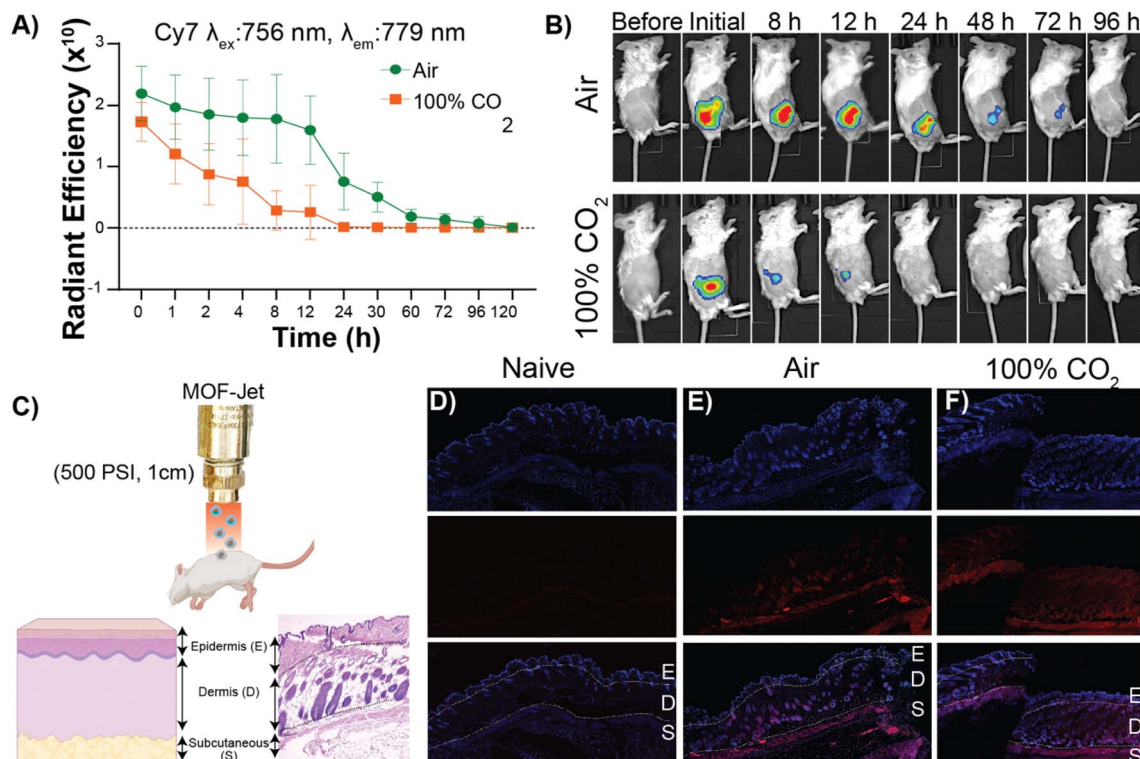 A)
Cy7 λex:756 nm, λem:779 nm
Air
100% CO2
Radiant Efficiency (x10^10)
3
2
1
0
-1
0 1 2 4 8 12 24 30 60 72 96 120
Time (h)
B)
Before Initial 8 h 12 h 24 h 48 h 72 h 96 h
Air
100% CO2
C)
MOF-Jet
(500 PSI, 1cm)
Epidermis (E)
Dermis (D)
Subcutaneous (S)
Naive Air 100% CO2
D) E) F)
E
D
S
E
D
S
E
D
S